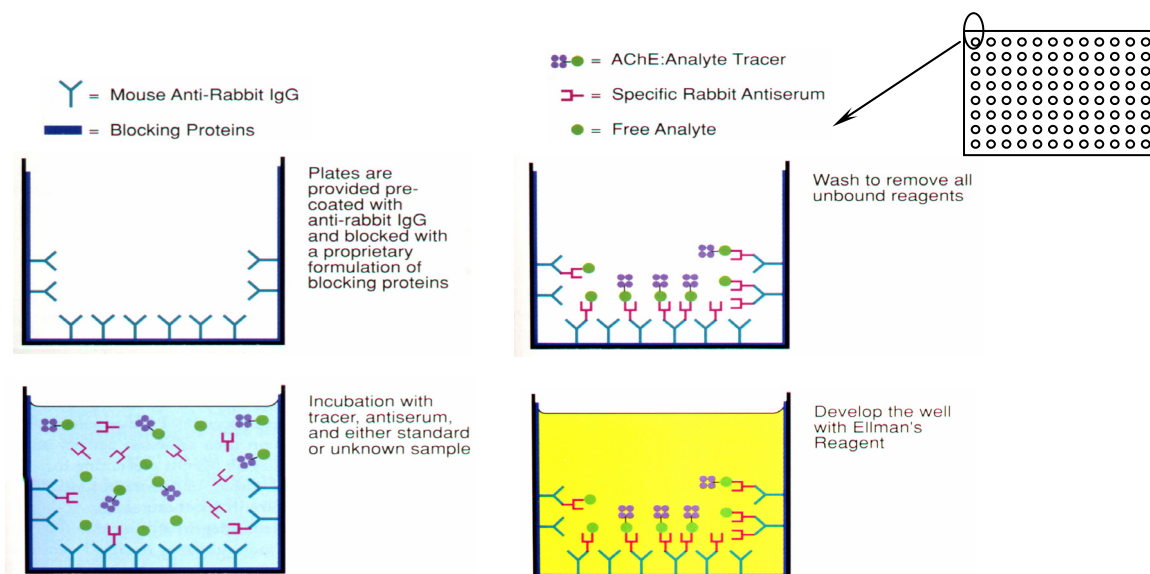 = Mouse Anti-Rabbit IgG
= Blocking Proteins
Plates are
provided pre-
coated with
anti-rabbit IgG
and blocked with
a proprietary
formulation of
blocking proteins
Incubation with
tracer, antiserum,
and either standard
or unknown sample
= AChE:Analyte Tracer
= Specific Rabbit Antiserum
= Free Analyte
Wash to remove all
unbound reagents
Develop the well
with Ellman's
Reagent